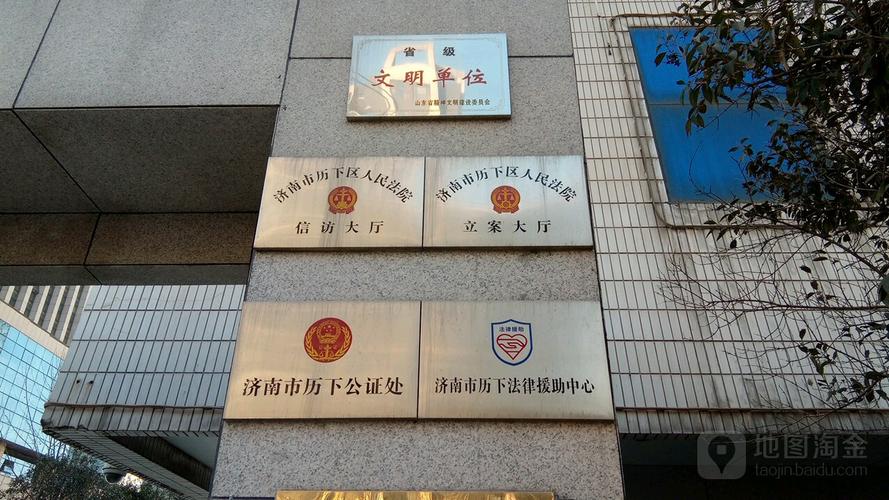 省级
文明单位
山东省精神文明建设委员会
济南市历下区人民法院
信访大厅
济南市历下区人民法院
立案大厅
济南市历下公证处
法律援助
济南市历下法律援助中心
地图淘金
taojin.baidu.com